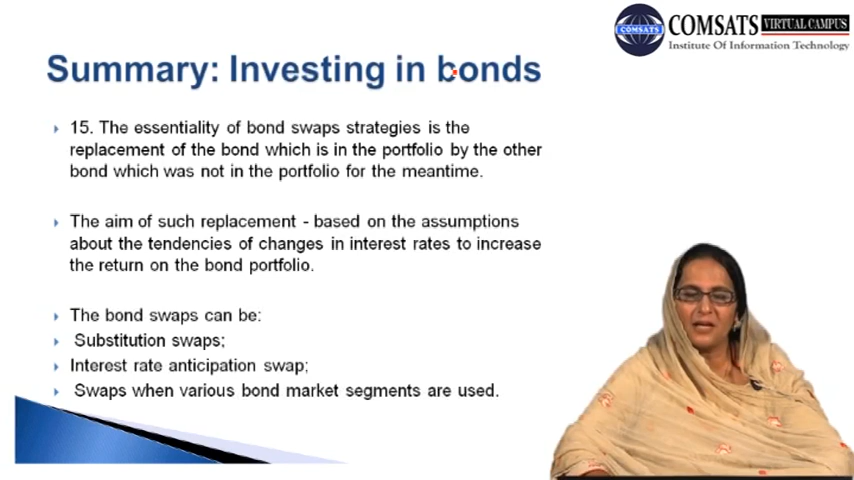 COMSATS VIRTUAL CAMPUS
COMSATS
Institute Of Information Technology
Summary: Investing in bonds
15. The essentiality of bond swaps strategies is the
replacement of the bond which is in the portfolio by the other
bond which was not in the portfolio for the meantime.
The aim of such replacement - based on the assumptions
about the tendencies of changes in interest rates to increase
the return on the bond portfolio.
The bond swaps can be:
Substitution swaps;
Interest rate anticipation swap;
Swaps when various bond market segments are used.